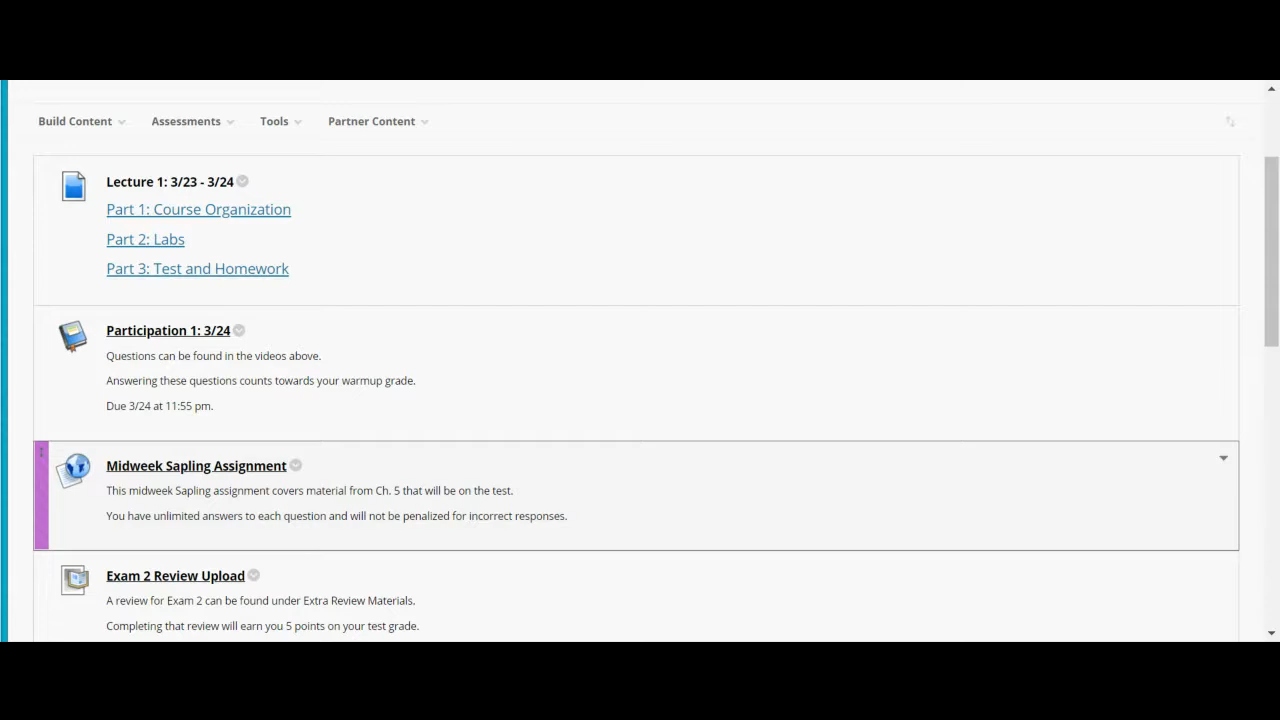 Build Content Assessments Tools Partner Content
Lecture 1: 3/23 - 3/24
Part 1: Course Organization
Part 2: Labs
Part 3: Test and Homework
Participation 1: 3/24
Questions can be found in the videos above.
Answering these questions counts towards your warmup grade.
Due 3/24 at 11:55 pm.
Midweek Sapling Assignment
This midweek Sapling assignment covers material from Ch. 5 that will be on the test.
You have unlimited answers to each question and will not be penalized for incorrect responses.
Exam 2 Review Upload
A review for Exam 2 can be found under Extra Review Materials.
Completing that review will earn you 5 points on your test grade.